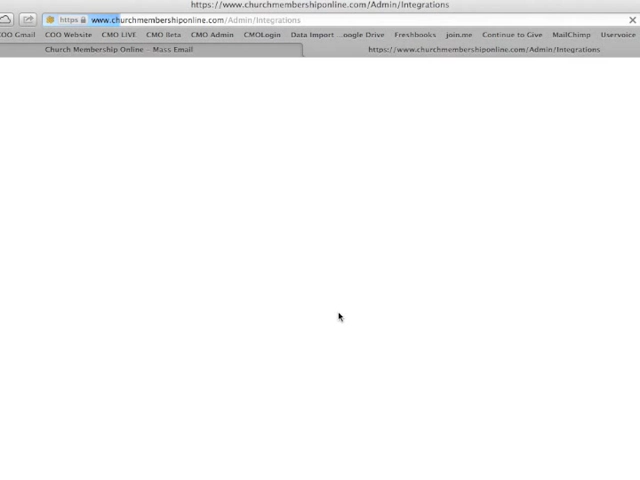 https://www.churchmembershiponline.com/Admin/Integrations
https www.churchmembershiponline.com/Admin/Integrations
COO Gmail COO Website CMO LIVE CMO Beta CMO Admin CMOLogin Data Import ...oogle Drive Freshbooks join.me Continue to Give MailChimp Uservoice
Church Membership Online - Mass Email https://www.churchmembershiponline.com/Admin/Integrations